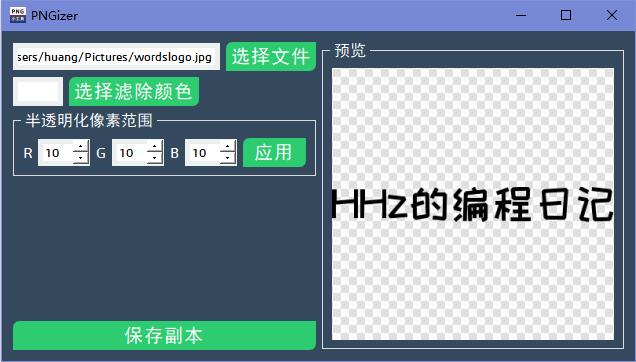 PNG
小工具
PNGizer
sers/huang/Pictures/wordslogo.jpg
选择文件
选择滤除颜色
半透明化像素范围
R 10 G 10 B 10 应用
保存副本
预览
HHz的编程日记